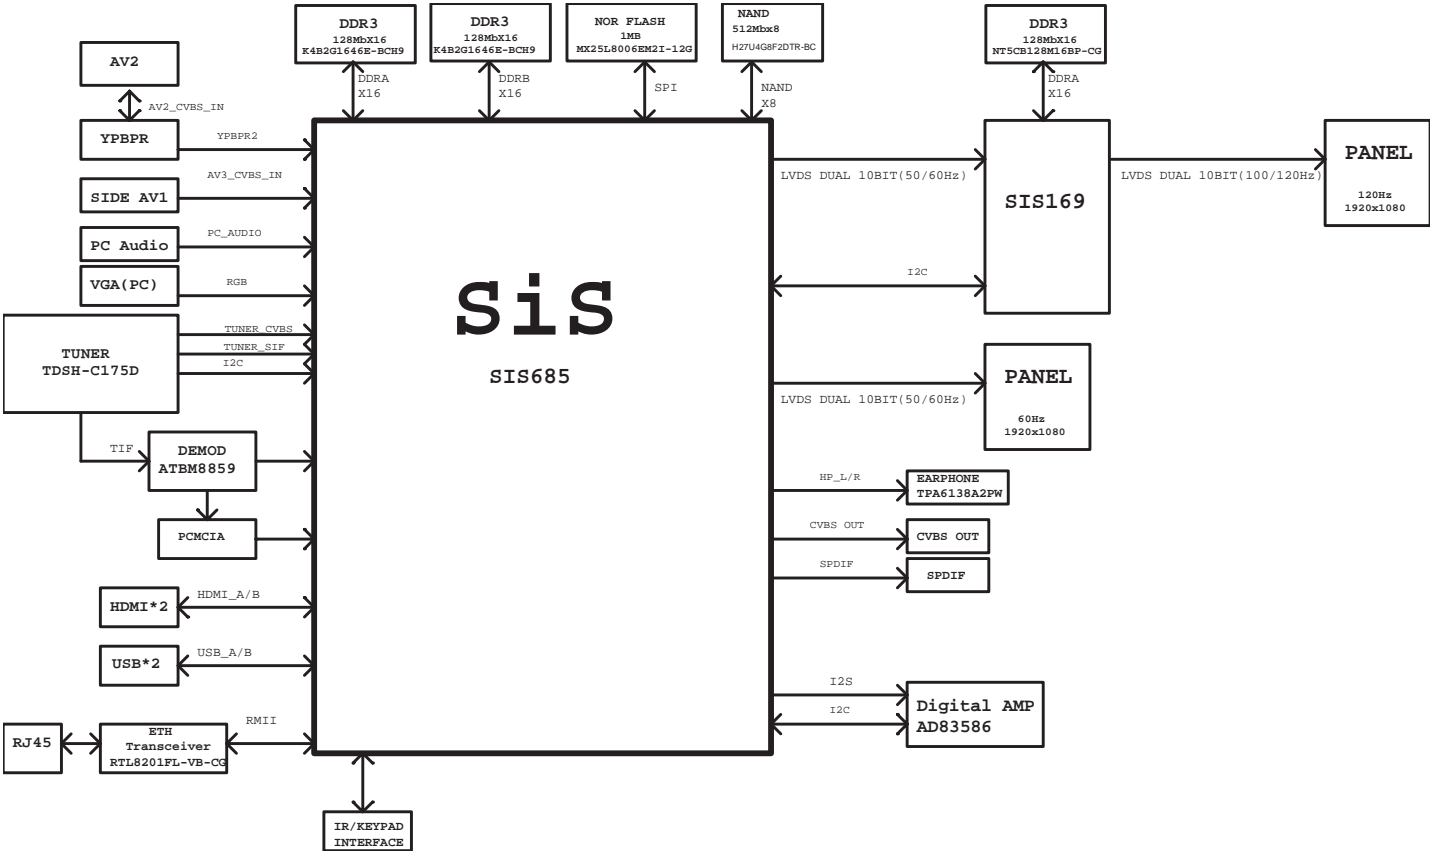 DDR3
128MbX16
K4B2G1646E-BCH9
DDR3
128MbX16
K4B2G1646E-BCH9
NOR FLASH
1MB
MX25L8006EM2I-12G
NAND
512Mbx8
H27U4G8F2DTR-BC
DDR3
128MbX16
NT5CB128M16BP-CG
DDRA
X16
DDRB
X16
SPI
NAND
X8
DDRA
X16
AV2
AV2_CVBS_IN
YPBPR
YPBPR2
SIDE AV1
AV3_CVBS_IN
PC Audio
PC_AUDIO
VGA(PC)
RGB
TUNER
TDSH-C175D
TUNER_CVBS
TUNER_SIF
I2C
TIF
DEMOD
ATBM8859
PCMCIA
HDMI*2
HDMI_A/B
USB*2
USB_A/B
RJ45
ETH
Transceiver
RTL8201FL-VB-CG
RMII
IR/KEYPAD
INTERFACE
SiS
SIS685
LVDS DUAL 10BIT(50/60Hz)
I2C
SIS169
LVDS DUAL 10BIT(100/120Hz)
PANEL
120Hz
1920x1080
LVDS DUAL 10BIT(50/60Hz)
PANEL
60Hz
1920x1080
HP_L/R
EARPHONE
TPA6138A2PW
CVBS OUT
CVBS OUT
SPDIF
SPDIF
I2S
I2C
Digital AMP
AD83586